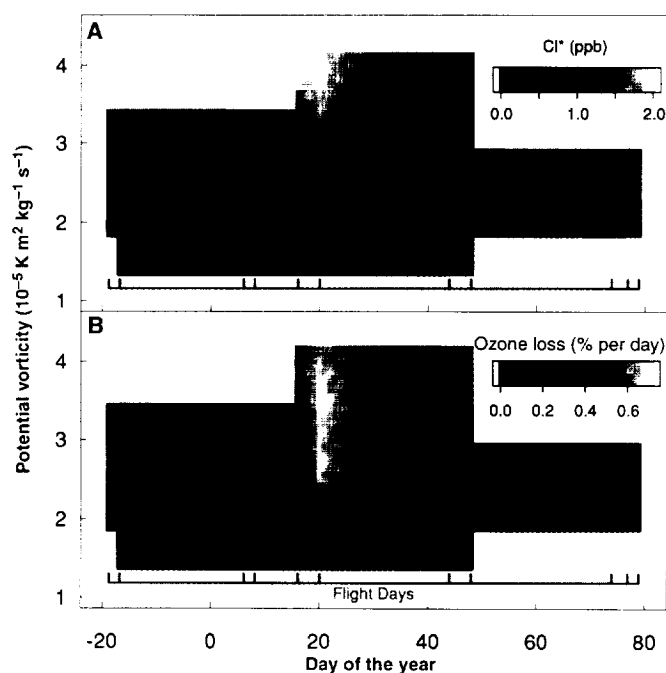 A
Cl* (ppb)
0.0 1.0 2.0
4
3
2
1
Potential vorticity (10⁻⁵ K m² kg⁻¹ s⁻¹)
B
Ozone loss (% per day)
0.0 0.2 0.4 0.6
4
3
2
1
Flight Days
-20 0 20 40 60 80
Day of the year